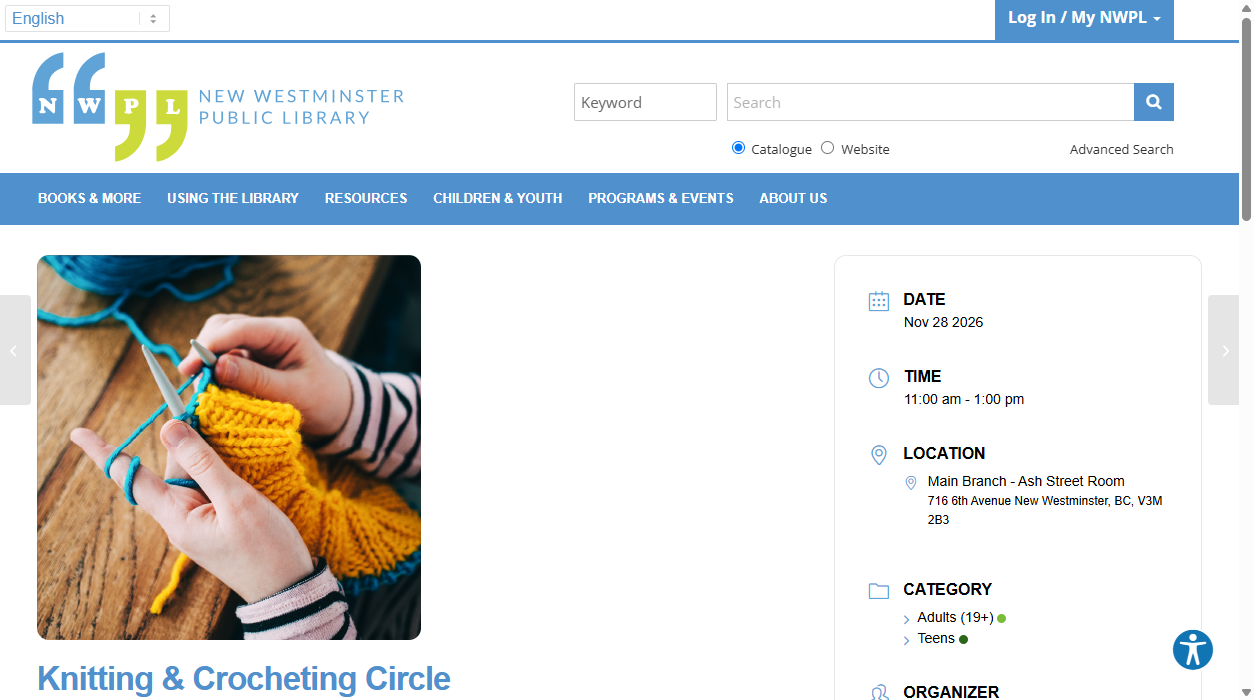 English
Log In / My NWPL
N W P L
NEW WESTMINSTER
PUBLIC LIBRARY
Keyword
Search
Catalogue
Website
Advanced Search
BOOKS & MORE
USING THE LIBRARY
RESOURCES
CHILDREN & YOUTH
PROGRAMS & EVENTS
ABOUT US
DATE
Nov 28 2026
TIME
11:00 am - 1:00 pm
LOCATION
Main Branch - Ash Street Room
716 6th Avenue New Westminster, BC, V3M
2B3
CATEGORY
Adults (19+)
Teens
ORGANIZER
Knitting & Crocheting Circle